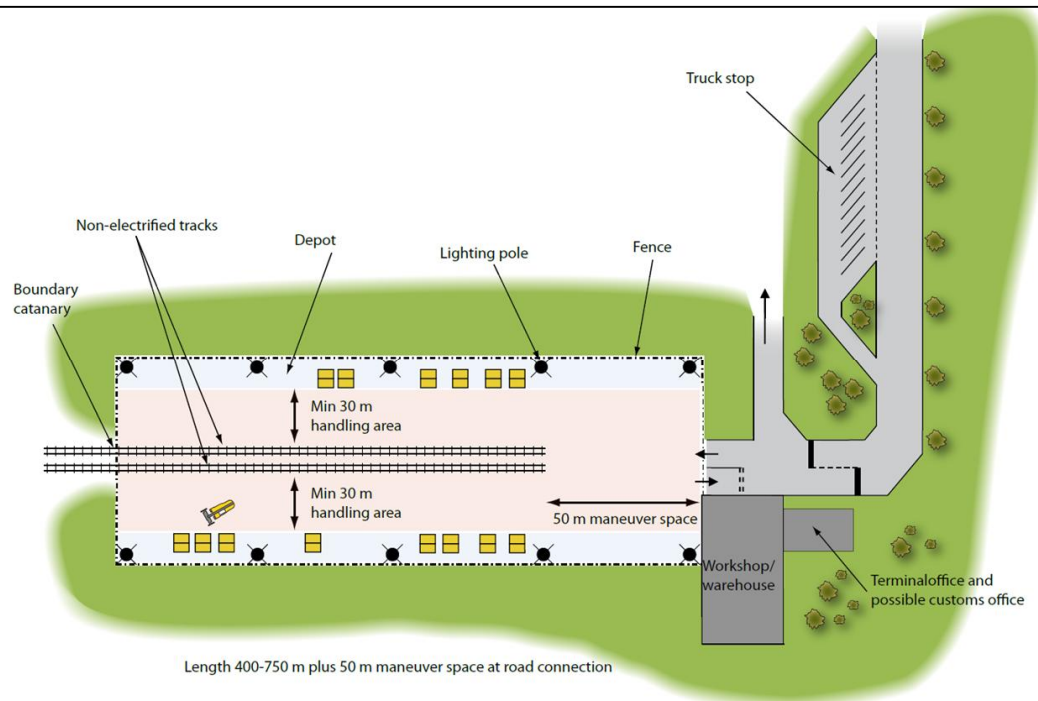 Truck stop
Non-electrified tracks
Depot
Lighting pole
Fence
Boundary
catanary
Min 30 m
handling area
Min 30 m
handling area
50 m maneuver space
Workshop/
warehouse
Terminaloffice and
possible customs office
Length 400-750 m plus 50 m maneuver space at road connection